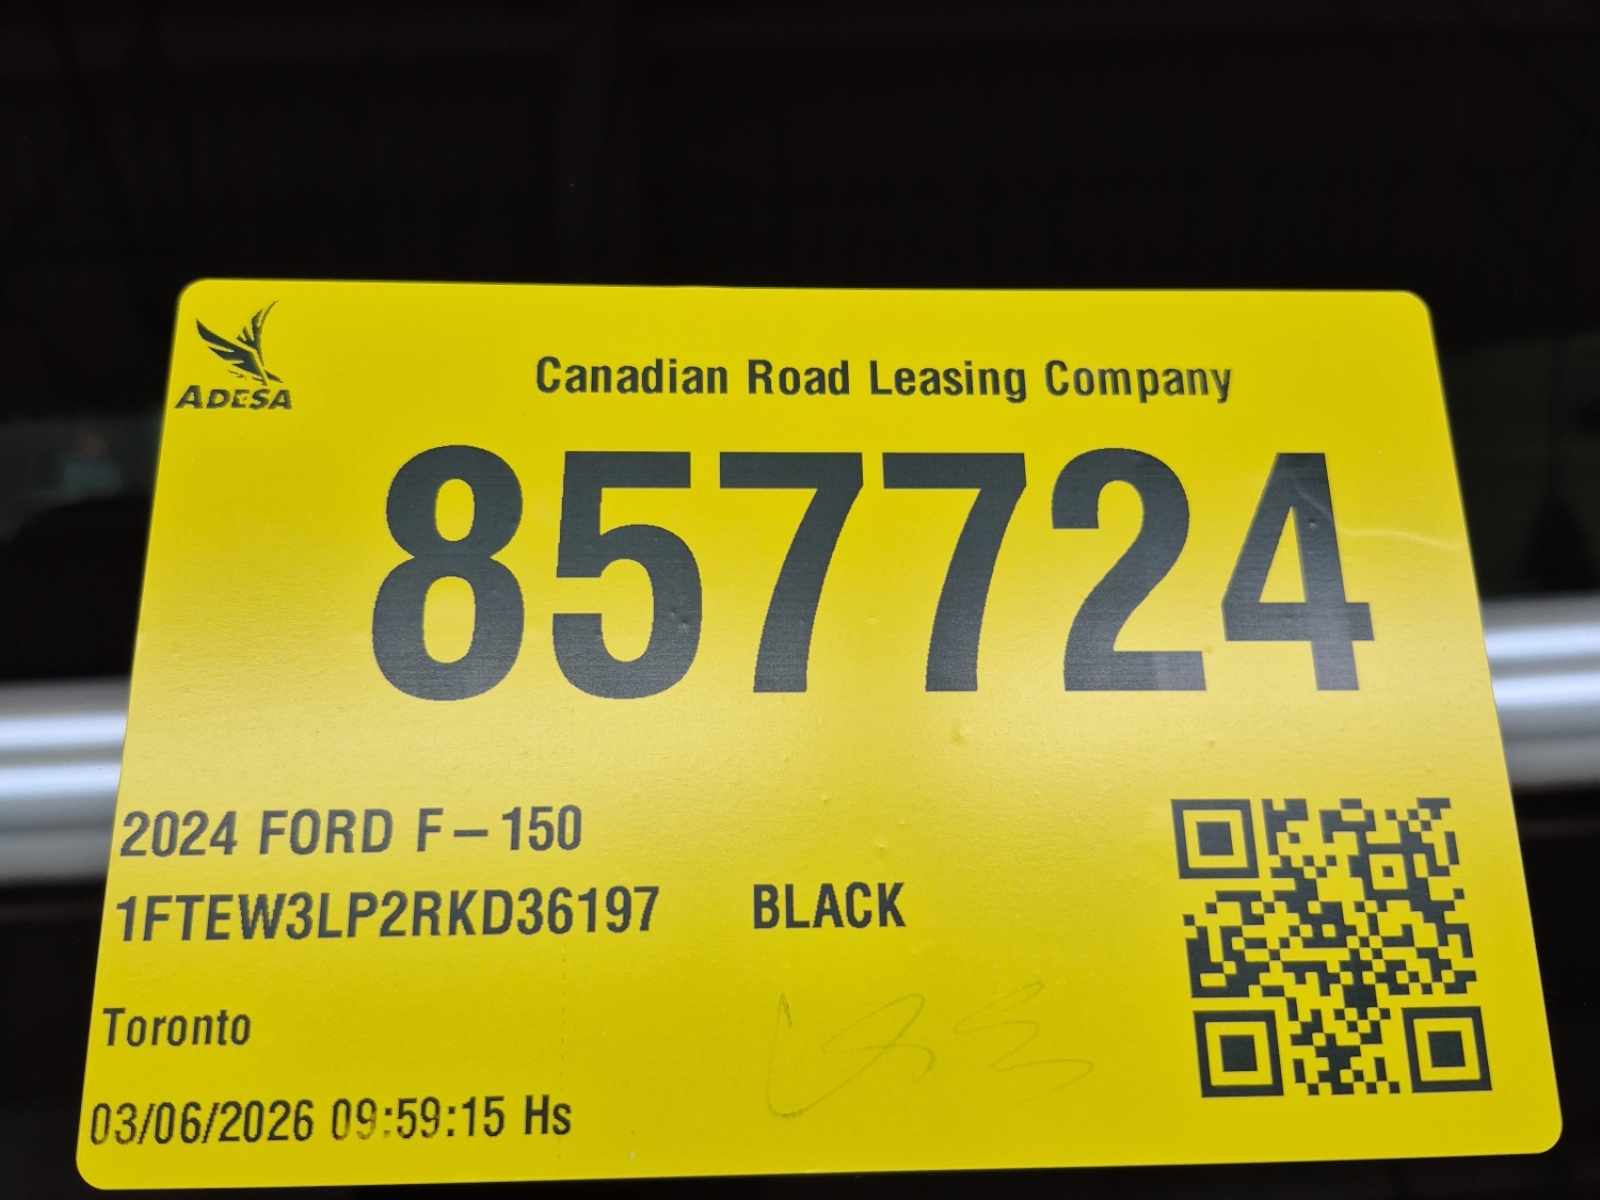 ADESA
Canadian Road Leasing Company
857724
2024 FORD F-150
1FTEW3LP2RKD36197 BLACK
Toronto
03/06/2026 09:59:15 Hs